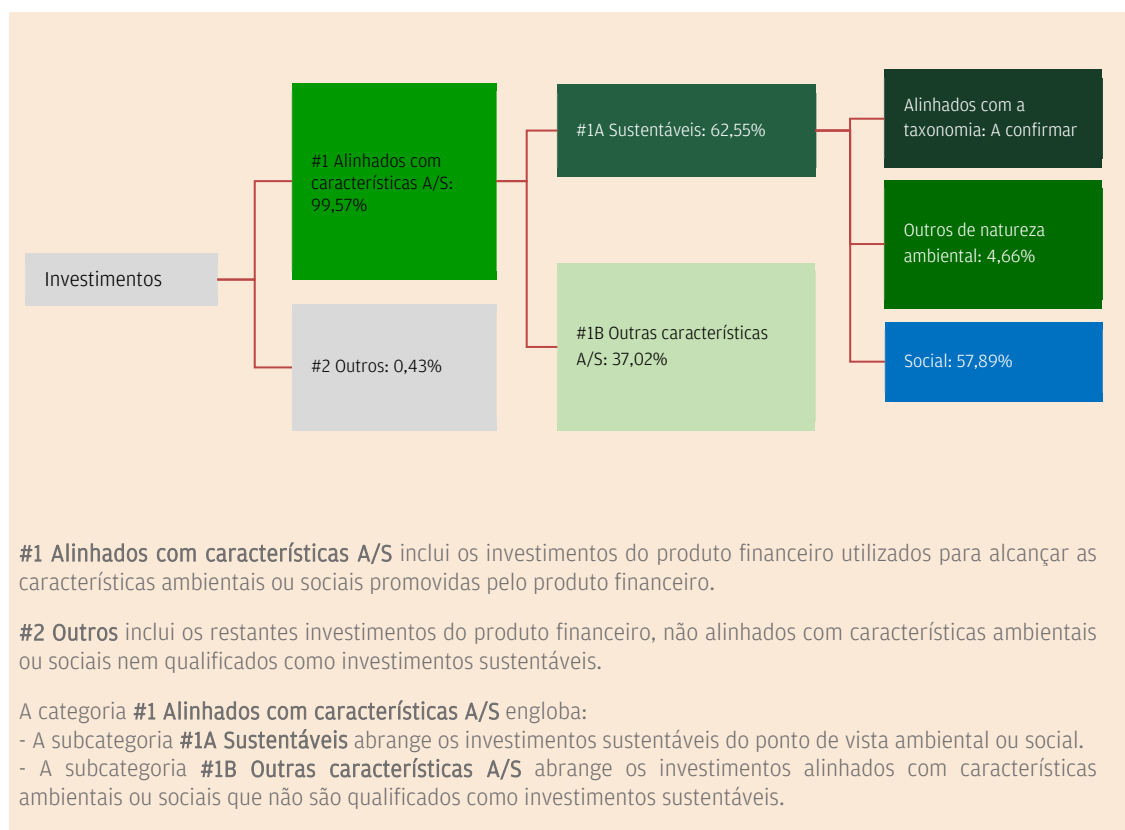 Investimentos
#1 Alinhados com
características A/S:
99,57%
#2 Outros: 0,43%
#1A Sustentáveis: 62,55%
#1B Outras características
A/S: 37,02%
Alinhados com a
taxonomia: A confirmar
Outros de natureza
ambiental: 4,66%
Social: 57,89%
#1 Alinhados com características A/S inclui os investimentos do produto financeiro utilizados para alcançar as
características ambientais ou sociais promovidas pelo produto financeiro.
#2 Outros inclui os restantes investimentos do produto financeiro, não alinhados com características ambientais
ou sociais nem qualificados como investimentos sustentáveis.
A categoria #1 Alinhados com características A/S engloba:
- A subcategoria #1A Sustentáveis abrange os investimentos sustentáveis do ponto de vista ambiental ou social.
- A subcategoria #1B Outras características A/S abrange os investimentos alinhados com características
ambientais ou sociais que não são qualificados como investimentos sustentáveis.